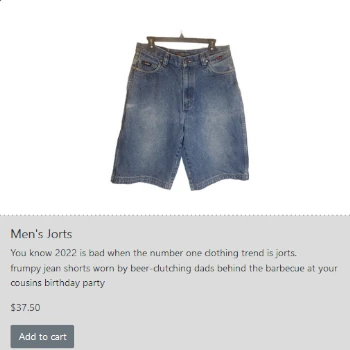 Men's Jorts
You know 2022 is bad when the number one clothing trend is jorts.
frumpy jean shorts worn by beer-clutching dads behind the barbecue at your
cousins birthday party
$37.50
Add to cart